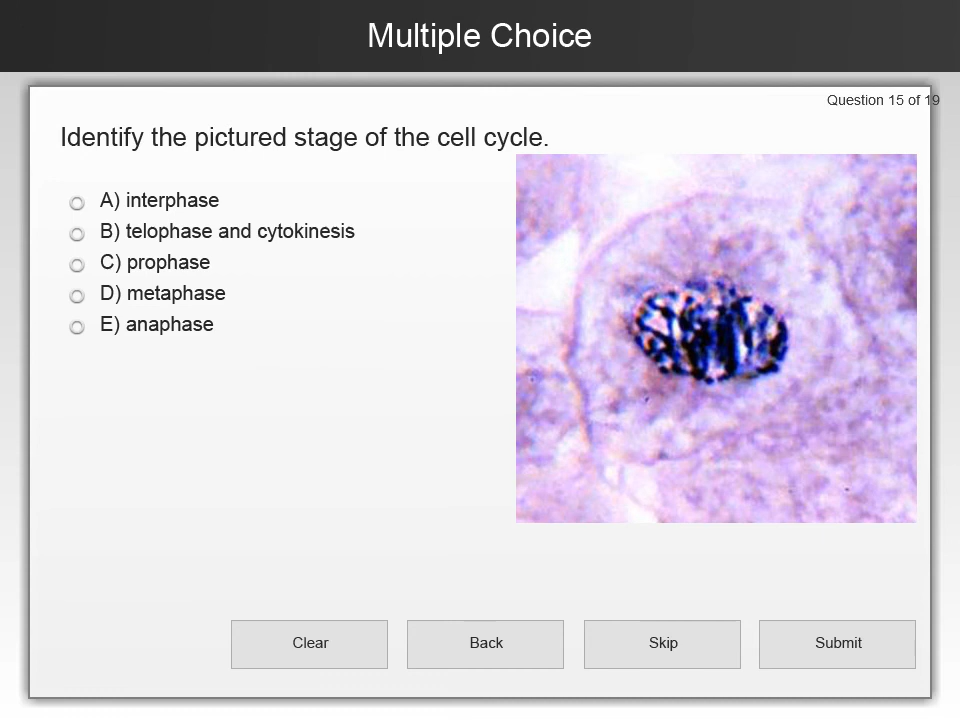 Multiple Choice
Question 15 of 19
Identify the pictured stage of the cell cycle.
A) interphase
B) telophase and cytokinesis
C) prophase
D) metaphase
E) anaphase
Clear
Back
Skip
Submit